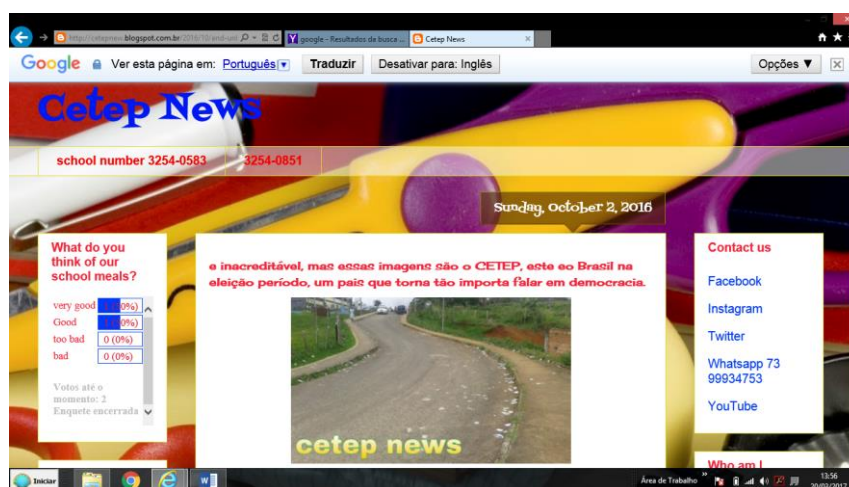 http://cetepnew.blogspot.com.br/2016/10/and-unt
google - Resultados da busca ...
Cetep News
Google Ver esta página em: Português Traduzir Desativar para: Inglês Opções
Cetep News
school number 3254-0583 3254-0851
Sunday, October 2, 2016
What do you
think of our
school meals?
very good (0%)
Good (0%)
too bad 0 (0%)
bad 0 (0%)
Votos até o
momento: 2
Enquete encerrada
e inacreditável, mas essas imagens são o CETEP, este eo Brasil na
eleição período, um pais que torna tão importa falar em democracia.
cetep news
Contact us
Facebook
Instagram
Twitter
Whatsapp 73
99934753
YouTube
Who am I
Iniciar
Área de Trabalho
13:56
20/03/2017